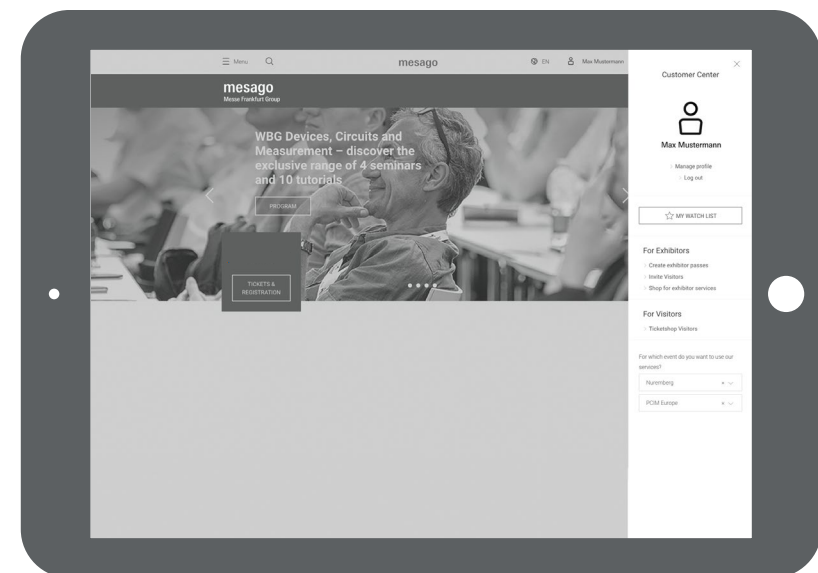 Menu
mesago
EN
Max Mustermann
mesago
Messe Frankfurt Group
WBG Devices, Circuits and
Measurement – discover the
exclusive range of 4 seminars
and 10 tutorials
PROGRAM
TICKETS &
REGISTRATION
Customer Center
Max Mustermann
Manage profile
Log out
MY WATCH LIST
For Exhibitors
Create exhibitor passes
Invite Visitors
Shop for exhibitor services
For Visitors
Ticketshop Visitors
For which event do you want to use our
services?
Nuremberg
PCIM Europe